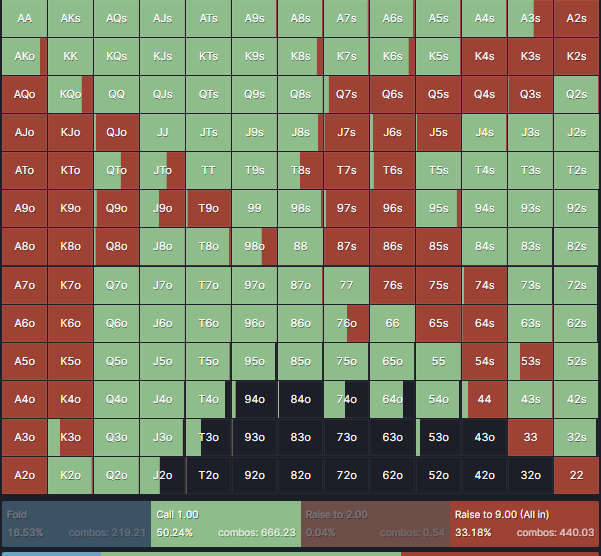 AA AKs AQs AJs ATs A9s A8s A7s A6s A5s A4s A3s A2s
AKo KK KQs KJs KTs K9s K8s K7s K6s K5s K4s K3s K2s
AQo KQo QQ QJs QTs Q9s Q8s Q7s Q6s Q5s Q4s Q3s Q2s
AJo KJo QJo JJ JTs J9s J8s J7s J6s J5s J4s J3s J2s
ATo KTo QTo JTo TT T9s T8s T7s T6s T5s T4s T3s T2s
A9o K9o Q9o J9o T9o 99 98s 97s 96s 95s 94s 93s 92s
A8o K8o Q8o J8o T8o 98o 88 87s 86s 85s 84s 83s 82s
A7o K7o Q7o J7o T7o 97o 87o 77 76s 75s 74s 73s 72s
A6o K6o Q6o J6o T6o 96o 86o 76o 66 65s 64s 63s 62s
A5o K5o Q5o J5o T5o 95o 85o 75o 65o 55 54s 53s 52s
A4o K4o Q4o J4o T4o 94o 84o 74o 64o 54o 44 43s 42s
A3o K3o Q3o J3o T3o 93o 83o 73o 63o 53o 43o 33 32s
A2o K2o Q2o J2o T2o 92o 82o 72o 62o 52o 42o 32o 22
Fold Call 1.00 Raise to 2.00 Raise to 9.00 (All in)
16.53% combos: 219.21 50.24% combos: 666.23 0.04% combos: 0.54 33.18% combos: 440.03